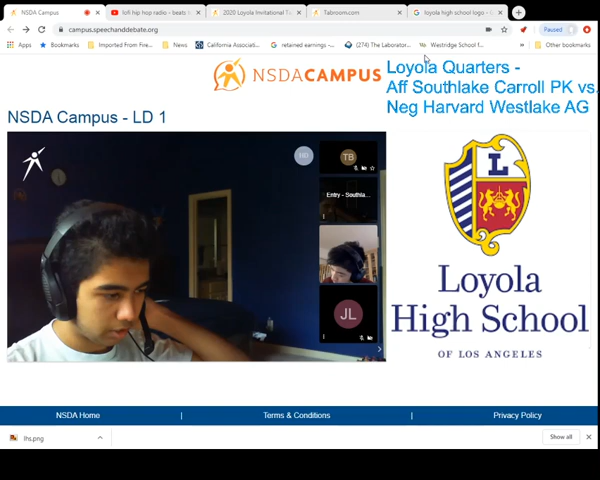 NSDA Campus
lofi hip hop radio - beats
2020 Loyola Invitational T
Tabroom.com
loyola high school logo - G
campus.speechanddebate.org
Paused
Apps
Bookmarks
Imported From Fire...
News
California Associati...
retained earnings -...
(274) The Laborator...
Westridge School f...
Other bookmarks
NSDACAMPUS
Loyola Quarters -
Aff Southlake Carroll PK vs.
Neg Harvard Westlake AG
NSDA Campus - LD 1
TB
Entry - Southla...
JL
L
Loyola
High School
OF LOS ANGELES
NSDA Home | Terms & Conditions | Privacy Policy
lhs.png
Show all